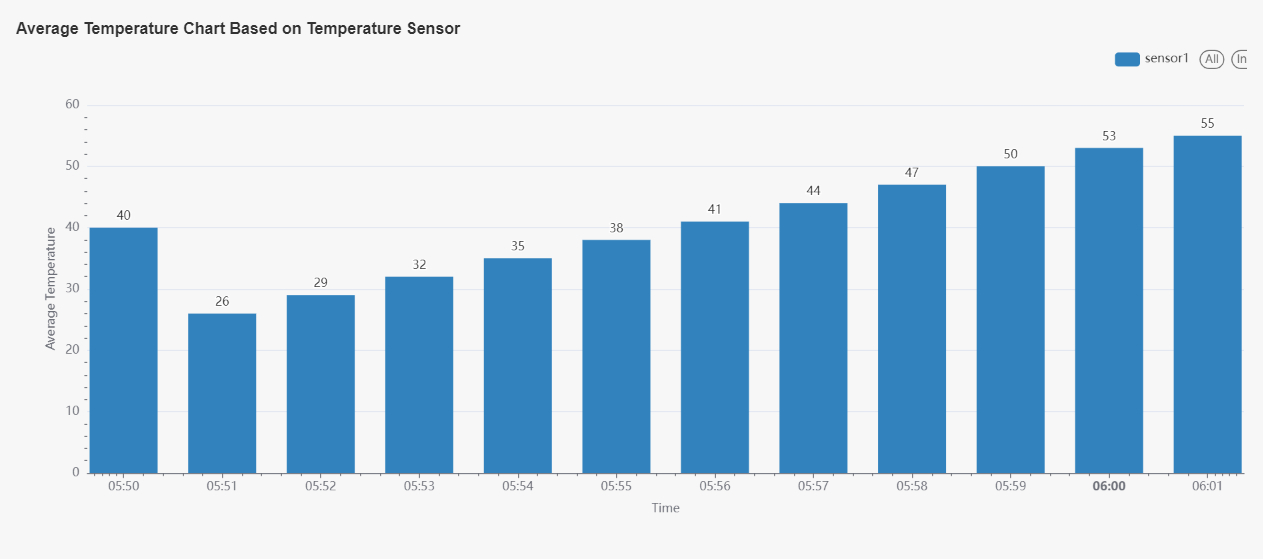 Average Temperature Chart Based on Temperature Sensor
sensor1 All In
60
50
40
30
20
10
0
Average Temperature
40 26 29 32 35 38 41 44 47 50 53 55
05:50 05:51 05:52 05:53 05:54 05:55 05:56 05:57 05:58 05:59 06:00 06:01
Time